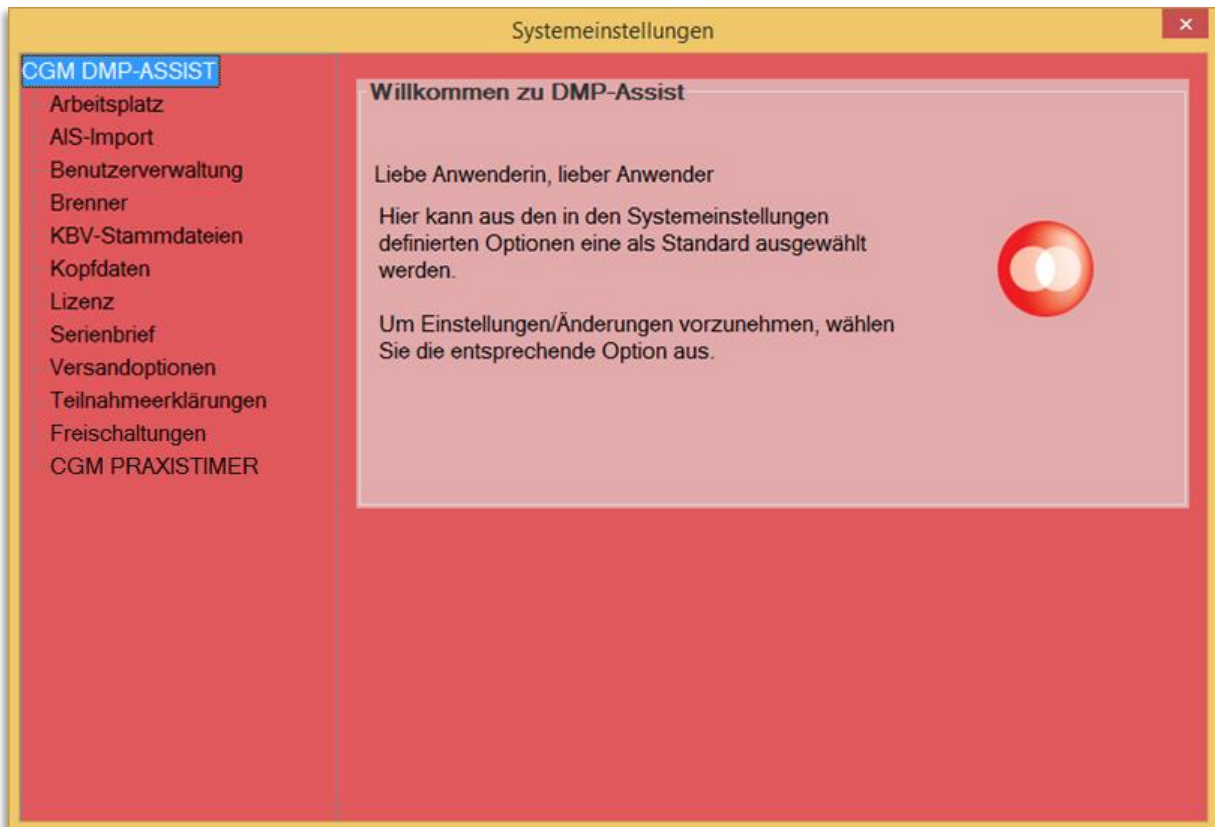 Systemeinstellungen
CGM DMP-ASSIST
Arbeitsplatz
AIS-Import
Benutzerverwaltung
Brenner
KBV-Stammdateien
Kopfdaten
Lizenz
Serienbrief
Versandoptionen
Teilnahmeerklärungen
Freischaltungen
CGM PRAXISTIMER
Willkommen zu DMP-Assist
Liebe Anwenderin, lieber Anwender
Hier kann aus den in den Systemeinstellungen
definierten Optionen eine als Standard ausgewählt
werden.
Um Einstellungen/Änderungen vorzunehmen, wählen
Sie die entsprechende Option aus.